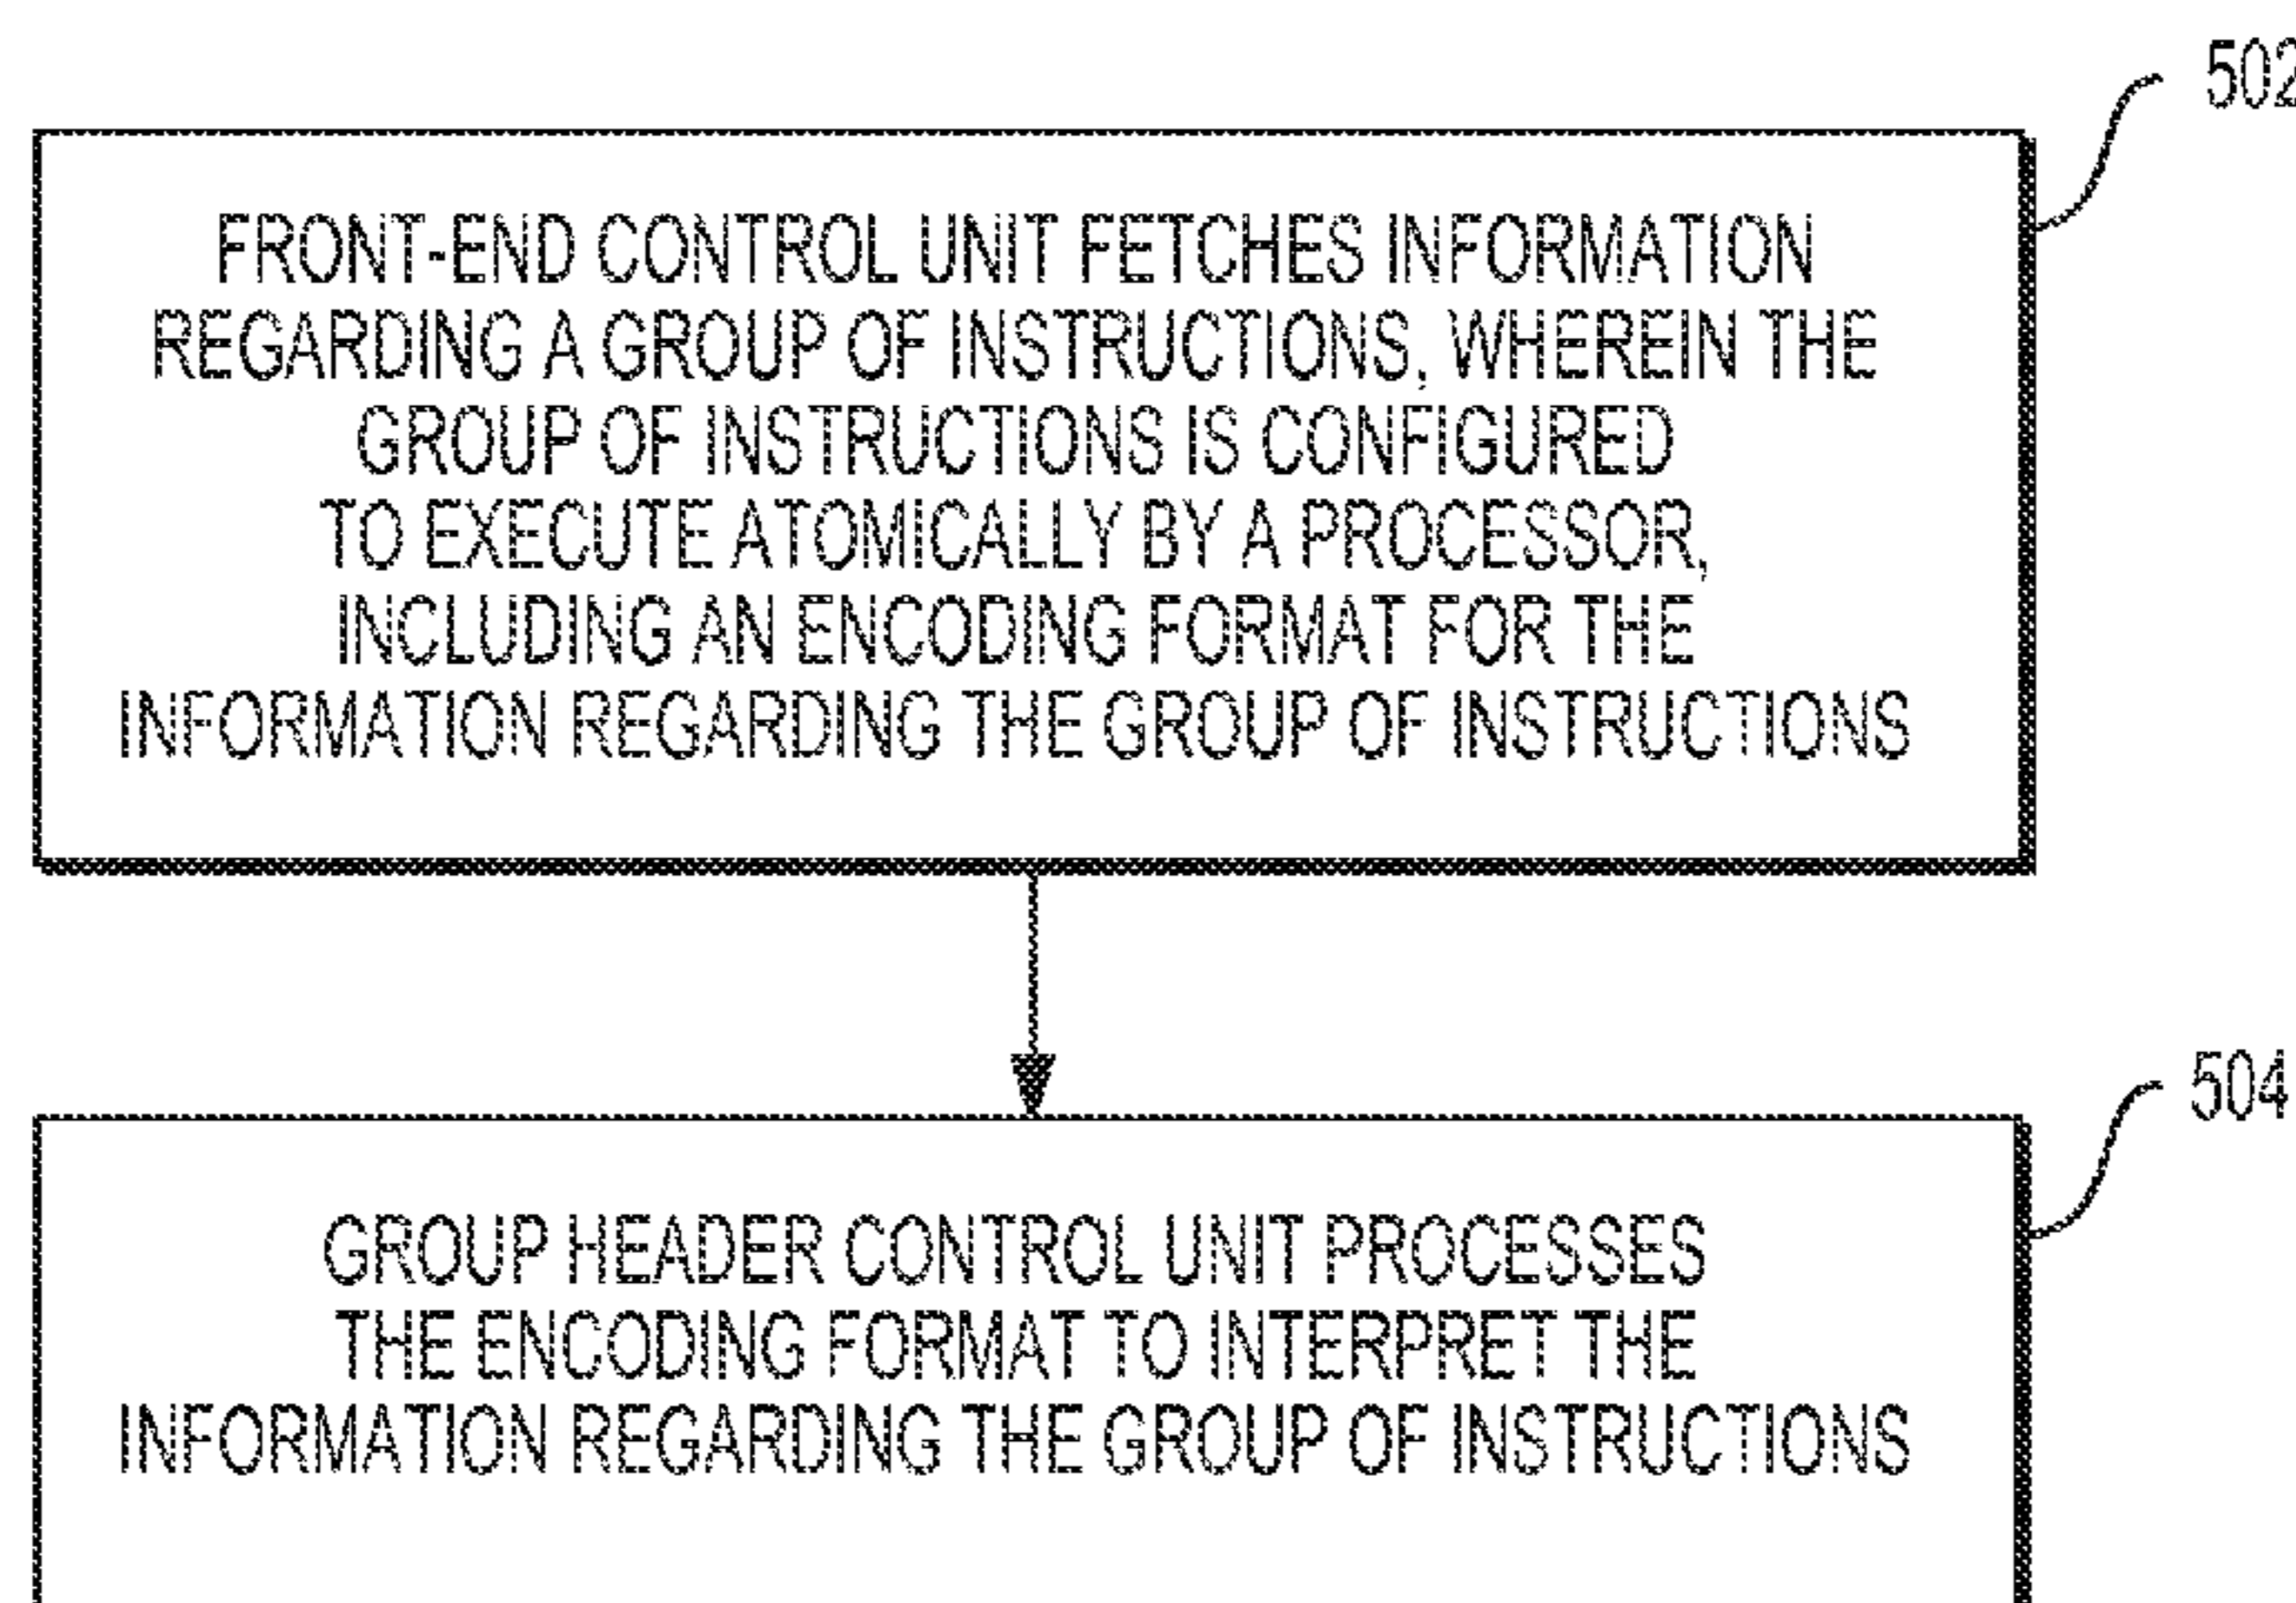 502
FRONT-END CONTROL UNIT FETCHES INFORMATION
REGARDING A GROUP OF INSTRUCTIONS, WHEREIN THE
GROUP OF INSTRUCTIONS IS CONFIGURED
TO EXECUTE ATOMICALLY BY A PROCESSOR,
INCLUDING AN ENCODING FORMAT FOR THE
INFORMATION REGARDING THE GROUP OF INSTRUCTIONS
504
GROUP HEADER CONTROL UNIT PROCESSES
THE ENCODING FORMAT TO INTERPRET THE
INFORMATION REGARDING THE GROUP OF INSTRUCTIONS